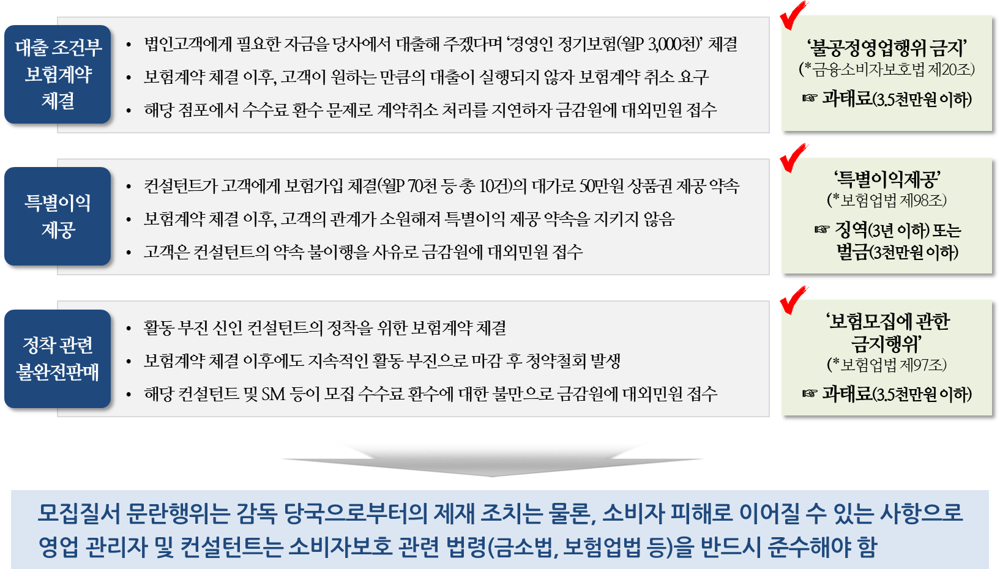 대출 조건부
보험계약
체결
• 법인고객에게 필요한 자금을 당사에서 대출해 주겠다며 ‘경영인 정기보험(월P 3,000천)’ 체결
• 보험계약 체결 이후, 고객이 원하는 만큼의 대출이 실행되지 않자 보험계약 취소 요구
• 해당 점포에서 수수료 환수 문제로 계약취소 처리를 지연하자 금감원에 대외민원 접수
‘불공정영업행위 금지’
(*금융소비자보호법 제20조)
☞ 과태료(3.5천만원 이하)
특별이익
제공
• 컨설턴트가 고객에게 보험가입 체결(월P 70천 등 총 10건)의 대가로 50만원 상품권 제공 약속
• 보험계약 체결 이후, 고객의 관계가 소원해져 특별이익 제공 약속을 지키지 않음
• 고객은 컨설턴트의 약속 불이행을 사유로 금감원에 대외민원 접수
‘특별이익제공’
(*보험업법 제98조)
☞ 징역(3년 이하) 또는
벌금(3천만원 이하)
정착 관련
불완전판매
• 활동 부진 신인 컨설턴트의 정착을 위한 보험계약 체결
• 보험계약 체결 이후에도 지속적인 활동 부진으로 마감 후 청약철회 발생
• 해당 컨설턴트 및 SM 등이 모집 수수료 환수에 대한 불만으로 금감원에 대외민원 접수
‘보험모집에 관한
금지행위’
(*보험업법 제97조)
☞ 과태료(3.5천만원 이하)
모집질서 문란행위는 감독 당국으로부터의 제재 조치는 물론, 소비자 피해로 이어질 수 있는 사항으로
영업 관리자 및 컨설턴트는 소비자보호 관련 법령(금소법, 보험업법 등)을 반드시 준수해야 함